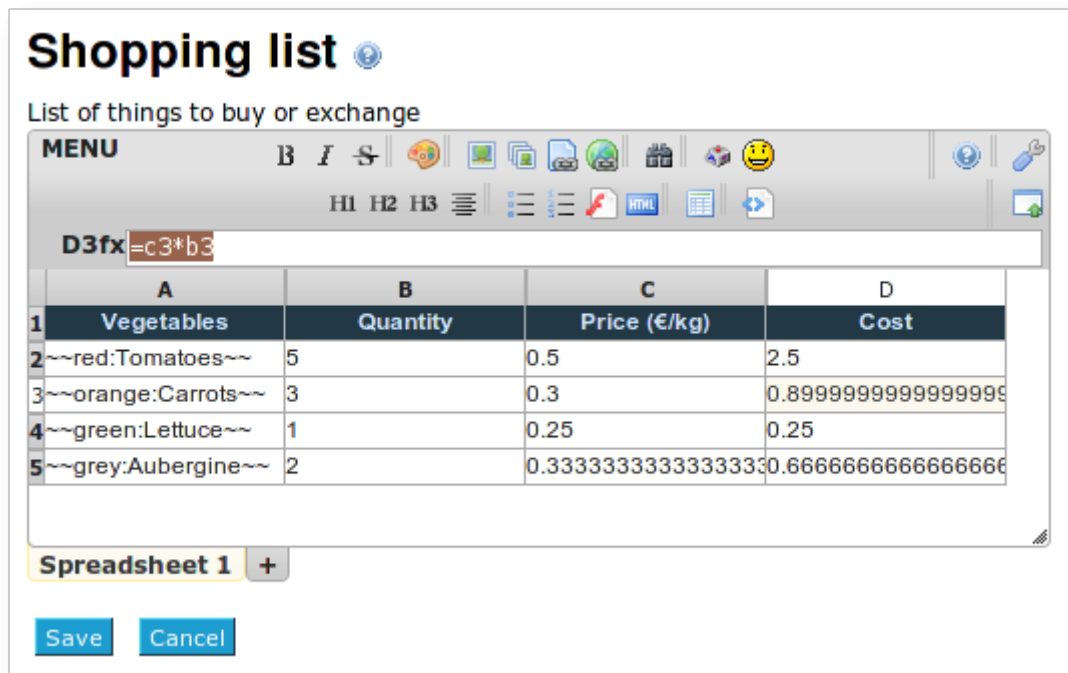 Shopping list
List of things to buy or exchange
MENU B I S
H1 H2 H3 HTML
D3fx =c3*b3
A B C D
1 Vegetables Quantity Price (€/kg) Cost
2 ~~red:Tomatoes~~ 5 0.5 2.5
3 ~~orange:Carrots~~ 3 0.3 0.8999999999999999
4 ~~green:Lettuce~~ 1 0.25 0.25
5 ~~grey:Aubergine~~ 2 0.3333333333333333 0.6666666666666666
Spreadsheet 1 +
Save Cancel